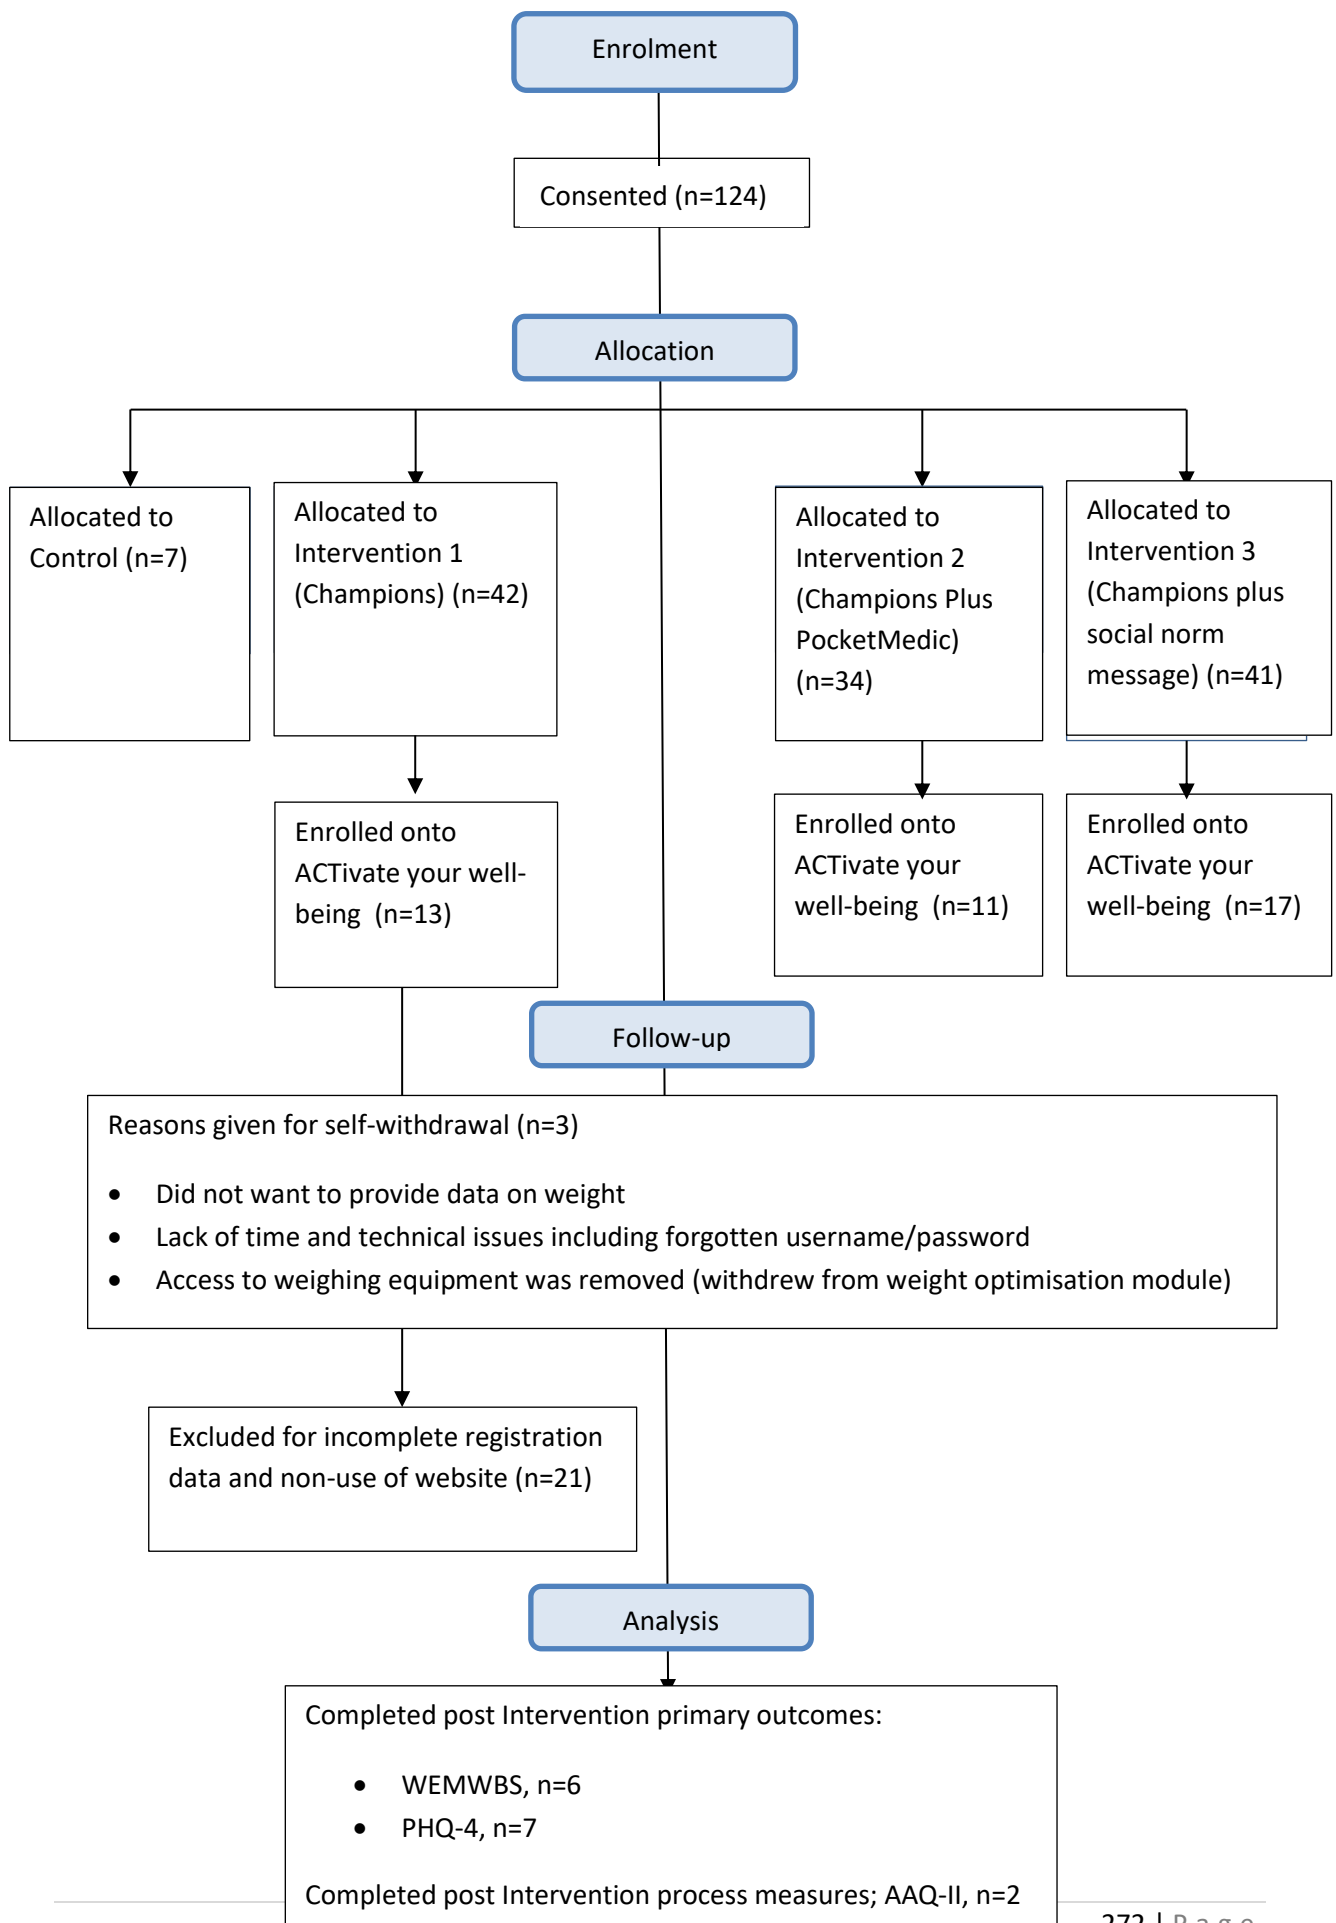 Enrolment
Consented (n=124)
Allocation
Allocated to
Control (n=7)
Allocated to
Intervention 1
(Champions) (n=42)
Allocated to
Intervention 2
(Champions Plus
PocketMedic)
(n=34)
Allocated to
Intervention 3
(Champions plus
social norm
message) (n=41)
Enrolled onto
ACTivate your well-
being (n=13)
Enrolled onto
ACTivate your
well-being (n=11)
Enrolled onto
ACTivate your
well-being (n=17)
Follow-up
Reasons given for self-withdrawal (n=3)
• Did not want to provide data on weight
• Lack of time and technical issues including forgotten username/password
• Access to weighing equipment was removed (withdrew from weight optimisation module)
Excluded for incomplete registration
data and non-use of website (n=21)
Analysis
Completed post Intervention primary outcomes:
• WEMWBS, n=6
• PHQ-4, n=7
Completed post Intervention process measures; AAQ-II, n=2